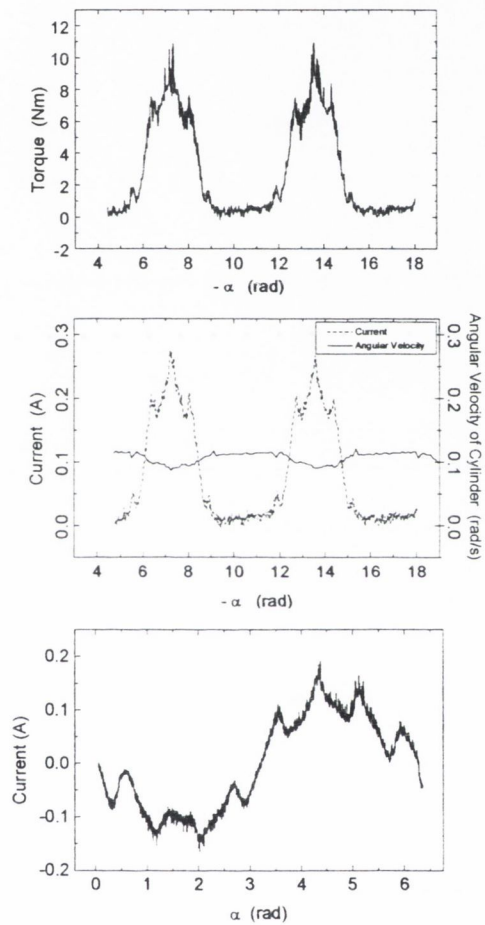 12
10
8
6
4
2
0
-2
Torque (Nm)
4 6 8 10 12 14 16 18
- α (rad)
0.3
0.2
0.1
0.0
Current (A)
Current
Angular Velocity
0.3
0.2
0.1
0.0
Angular Velocity of Cylinder (rad/s)
4 6 8 10 12 14 16 18
- α (rad)
0.2
0.1
0.0
-0.1
-0.2
Current (A)
0 1 2 3 4 5 6
α (rad)